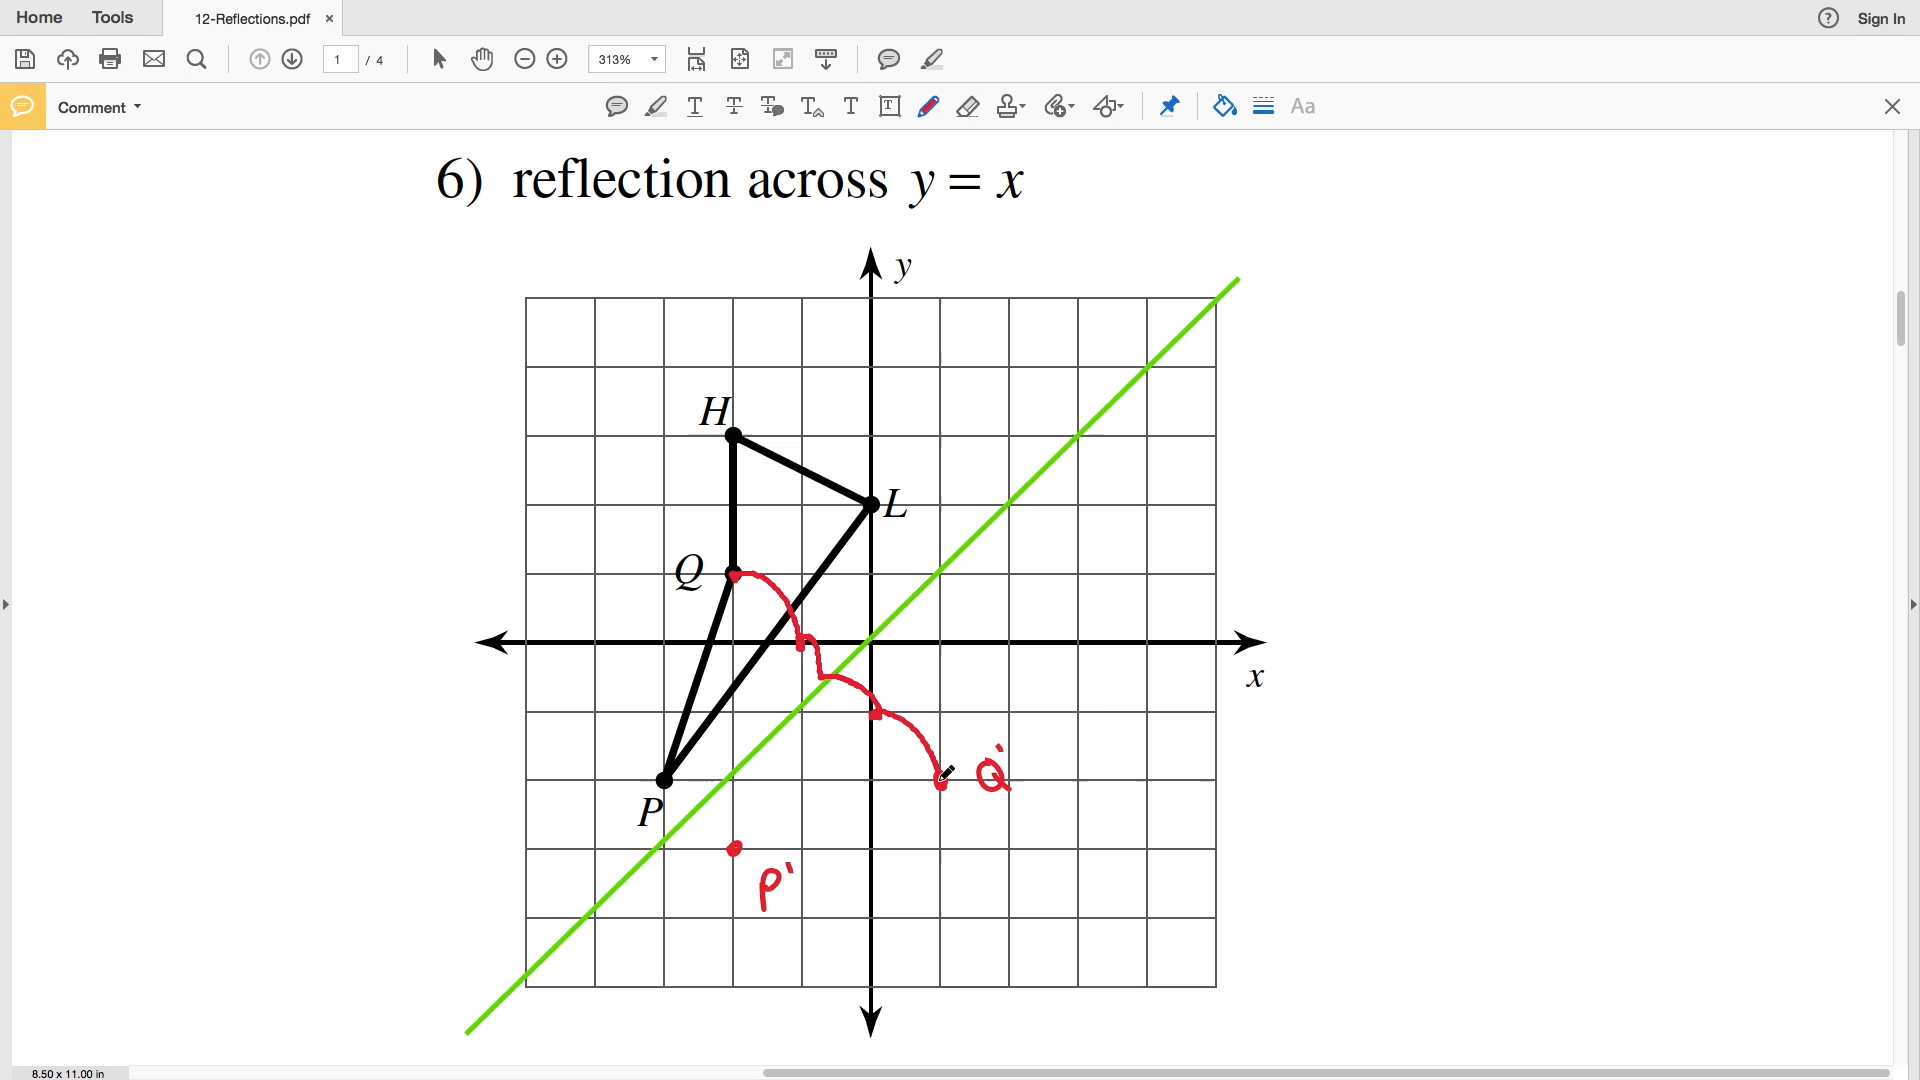 Home Tools 12-Reflections.pdf × ? Sign In
1 / 4 313%
Comment T T T T T T Aa
6) reflection across y = x
y
H
L
Q
x
Q'
P
P'
8.50 x 11.00 in